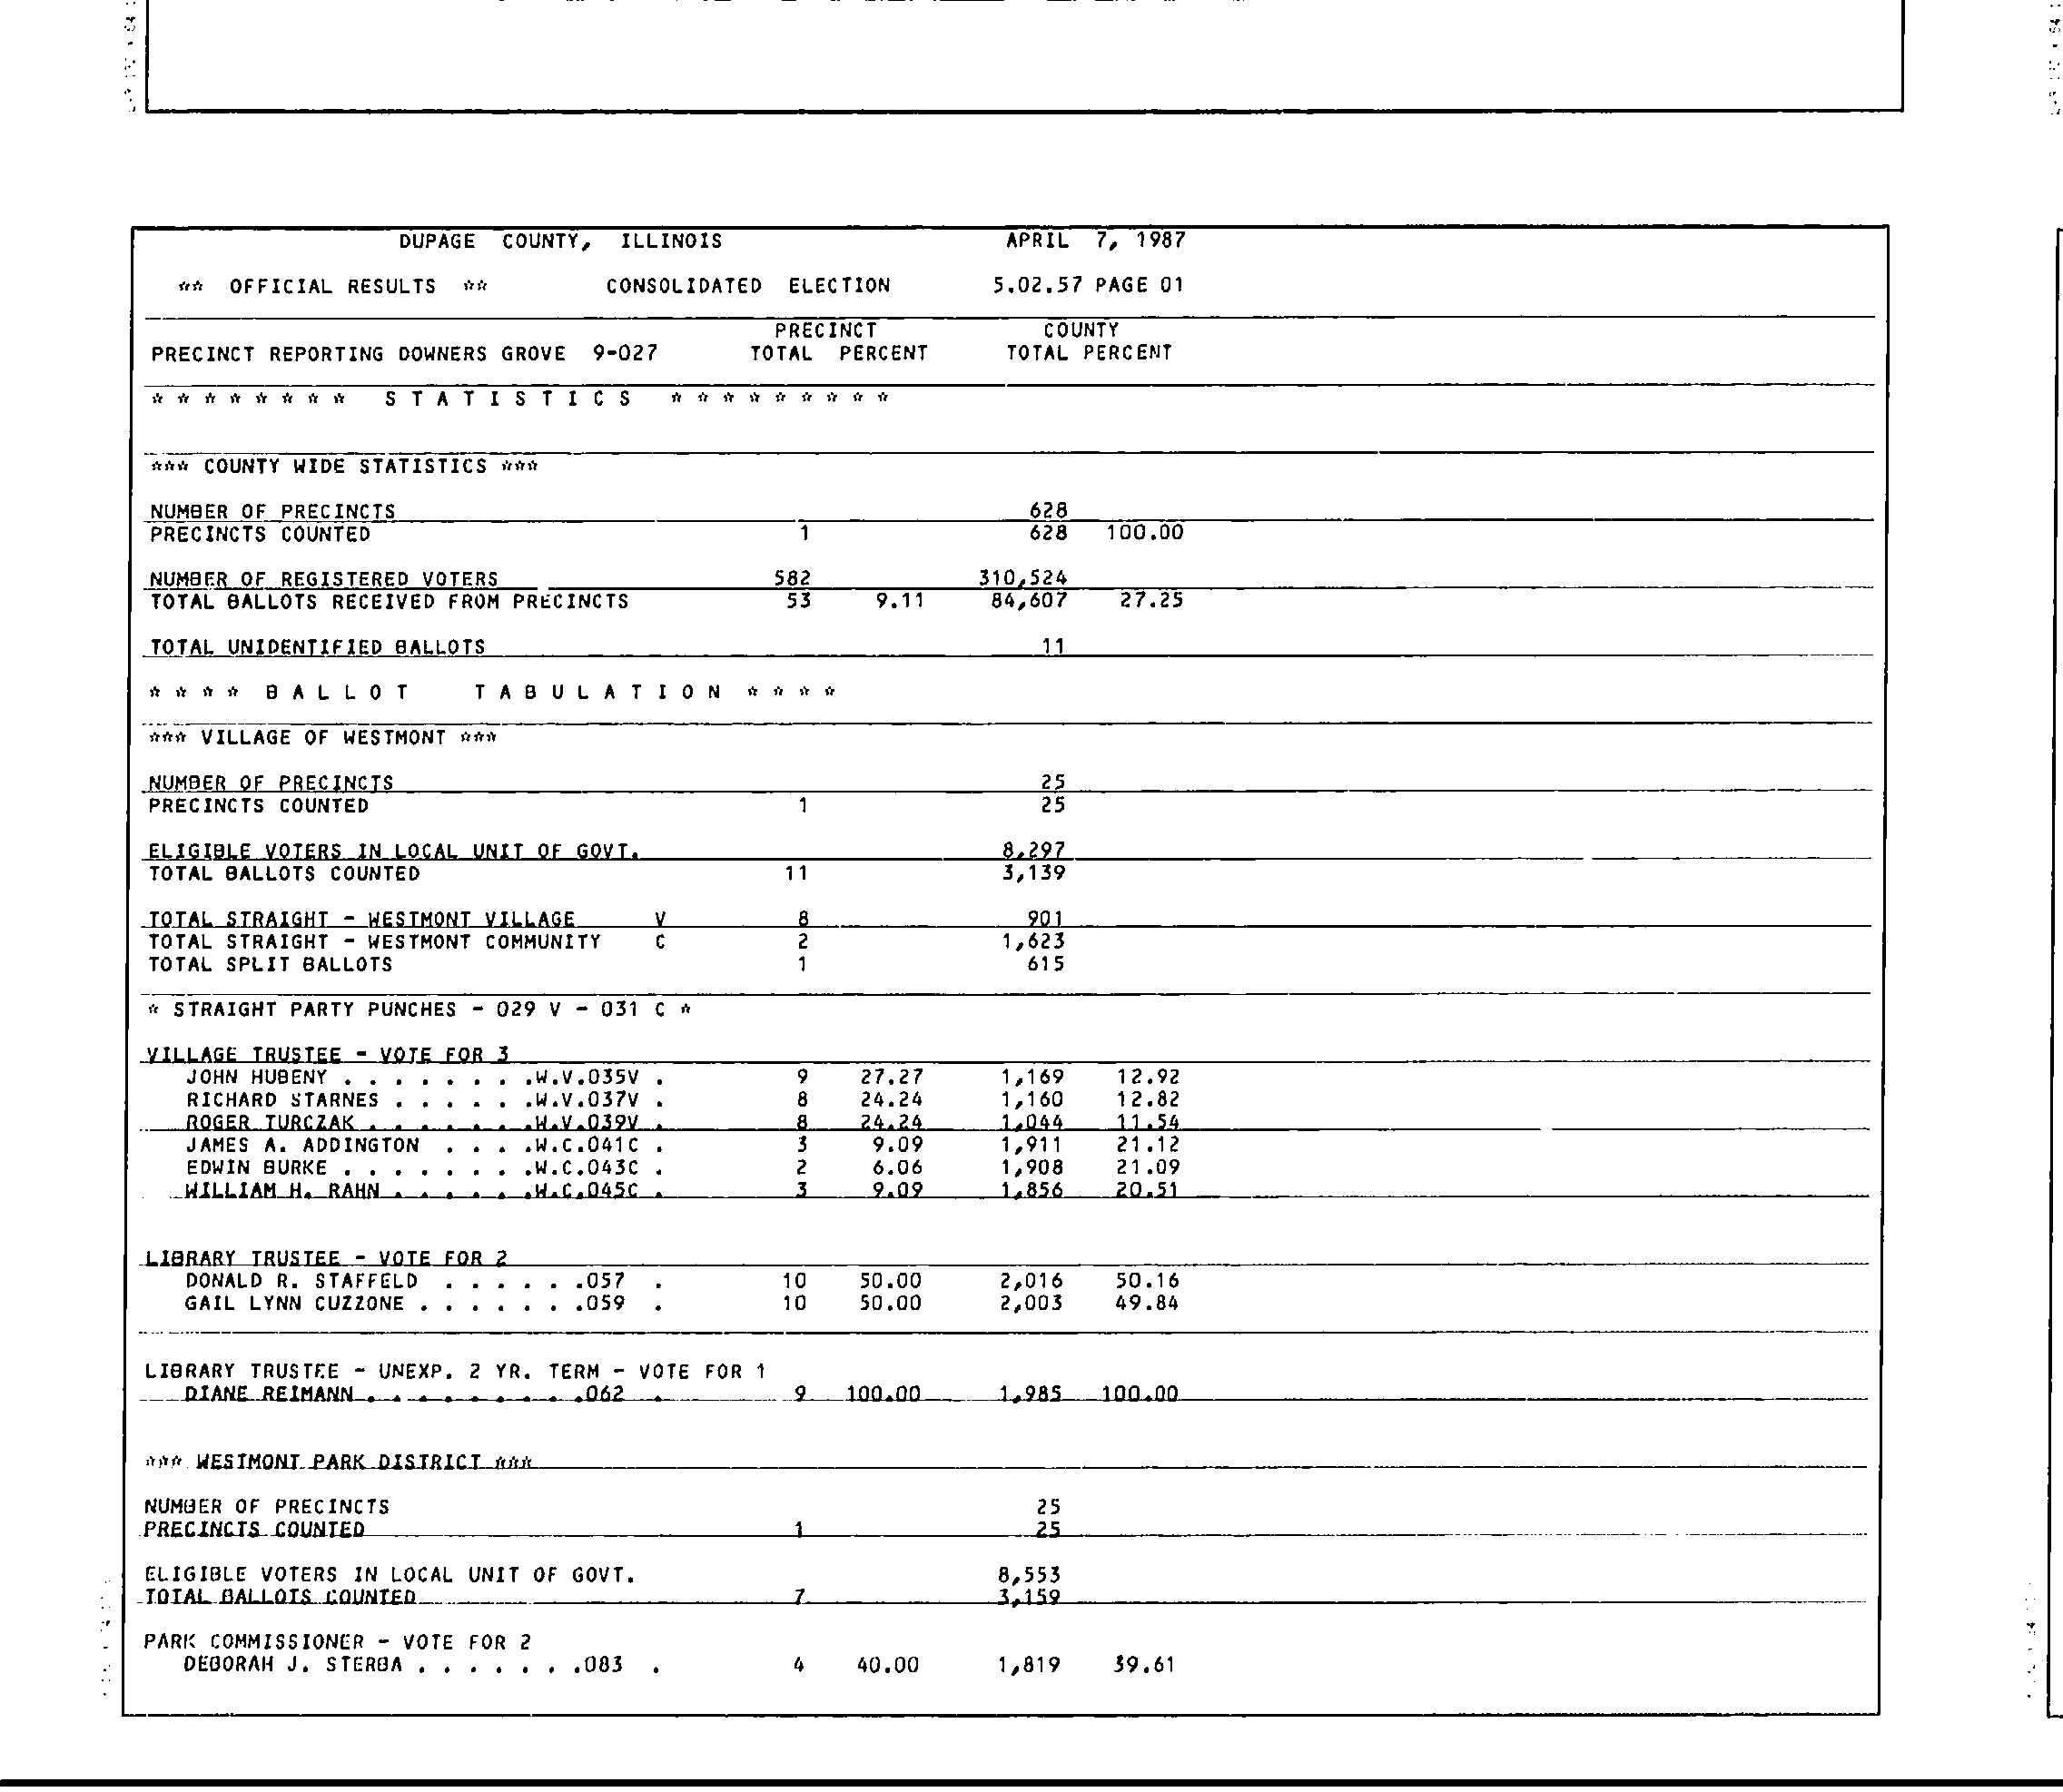 DUPAGE COUNTY, ILLINOIS APRIL 7, 1987
** OFFICIAL RESULTS ** CONSOLIDATED ELECTION 5.02.57 PAGE 01
PRECINCT COUNTY
PRECINCT REPORTING DOWNERS GROVE 9-027 TOTAL PERCENT TOTAL PERCENT
* * * * * * * * S T A T I S T I C S * * * * * * * * *
*** COUNTY WIDE STATISTICS ***
NUMBER OF PRECINCTS 628
PRECINCTS COUNTED 1 628 100.00
NUMBER OF REGISTERED VOTERS 582 310,524
TOTAL BALLOTS RECEIVED FROM PRECINCTS 53 9.11 84,607 27.25
TOTAL UNIDENTIFIED BALLOTS 11
* * * * B A L L O T T A B U L A T I O N * * * *
*** VILLAGE OF WESTMONT ***
NUMBER OF PRECINCTS 25
PRECINCTS COUNTED 1 25
ELIGIBLE VOTERS IN LOCAL UNIT OF GOVT. 8,297
TOTAL BALLOTS COUNTED 11 3,139
TOTAL STRAIGHT - WESTMONT VILLAGE V 8 901
TOTAL STRAIGHT - WESTMONT COMMUNITY C 2 1,623
TOTAL SPLIT BALLOTS 1 615
* STRAIGHT PARTY PUNCHES - 029 V - 031 C *
VILLAGE TRUSTEE - VOTE FOR 3
JOHN HUBENY . . . . . . . .W.V.035V . 9 27.27 1,169 12.92
RICHARD STARNES . . . . . .W.V.037V . 8 24.24 1,160 12.82
ROGER TURCZAK . . . . . . .W.V.039V . 8 24.24 1,044 11.54
JAMES A. ADDINGTON . . . .W.C.041C . 3 9.09 1,911 21.12
EDWIN BURKE . . . . . . . .W.C.043C . 2 6.06 1,908 21.09
WILLIAM H. RAHN . . . . . .W.C.045C . 3 9.09 1,856 20.51
LIBRARY TRUSTEE - VOTE FOR 2
DONALD R. STAFFELD . . . . . .057 . 10 50.00 2,016 50.16
GAIL LYNN CUZZONE . . . . . . .059 . 10 50.00 2,003 49.84
LIBRARY TRUSTEE - UNEXP. 2 YR. TERM - VOTE FOR 1
DIANE REIMANN . . . . . . . . .062 . 9 100.00 1,985 100.00
*** WESTMONT PARK DISTRICT ***
NUMBER OF PRECINCTS 25
PRECINCTS COUNTED 1 25
ELIGIBLE VOTERS IN LOCAL UNIT OF GOVT. 8,553
TOTAL BALLOTS COUNTED 7 3,159
PARK COMMISSIONER - VOTE FOR 2
DEBORAH J. STERBA . . . . . . .083 . 4 40.00 1,819 39.61